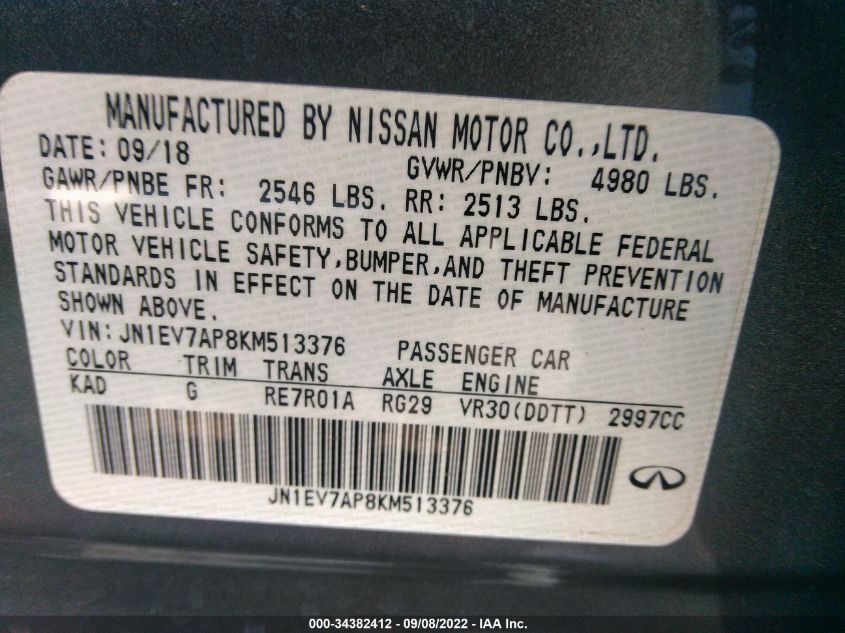 MANUFACTURED BY NISSAN MOTOR CO.,LTD.
DATE: 09/18 GVWR/PNBV: 4980 LBS.
GAWR/PNBE FR: 2546 LBS. RR: 2513 LBS.
THIS VEHICLE CONFORMS TO ALL APPLICABLE FEDERAL
MOTOR VEHICLE SAFETY,BUMPER,AND THEFT PREVENTION
STANDARDS IN EFFECT ON THE DATE OF MANUFACTURE
SHOWN ABOVE.
VIN: JN1EV7AP8KM513376 PASSENGER CAR
COLOR TRIM TRANS AXLE ENGINE
KAD G RE7R01A RG29 VR30(DDTT) 2997CC
JN1EV7AP8KM513376
000-34382412 - 09/08/2022 - IAA Inc.